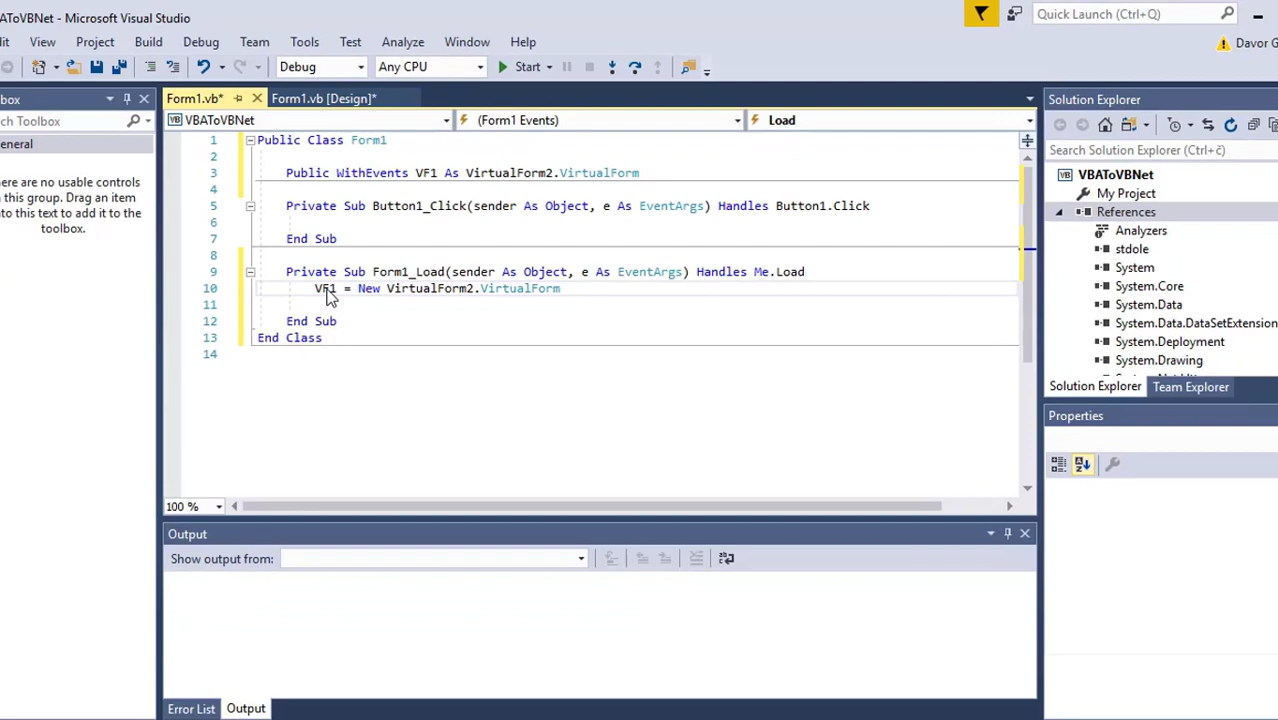 BAToVBNet - Microsoft Visual Studio
Quick Launch (Ctrl+Q)
it View Project Build Debug Team Tools Test Analyze Window Help
Davor G
Debug Any CPU Start
box
Form1.vb* Form1.vb [Design]*
Solution Explorer
arch Toolbox
VBAToVBNet (Form1 Events) Load
eneral
Search Solution Explorer (Ctrl+č)
ere are no usable controls
this group. Drag an item
nto this text to add it to the
toolbox.
1 Public Class Form1
2
3 Public WithEvents VF1 As VirtualForm2.VirtualForm
4
5 Private Sub Button1_Click(sender As Object, e As EventArgs) Handles Button1.Click
6
7 End Sub
8
9 Private Sub Form1_Load(sender As Object, e As EventArgs) Handles Me.Load
10 VF1 = New VirtualForm2.VirtualForm
11
12 End Sub
13 End Class
14
100 %
VBAToVBNet
My Project
References
Analyzers
stdole
System
System.Core
System.Data
System.Data.DataSetExtension
System.Deployment
System.Drawing
Solution Explorer Team Explorer
Properties
Output
Show output from:
Error List Output